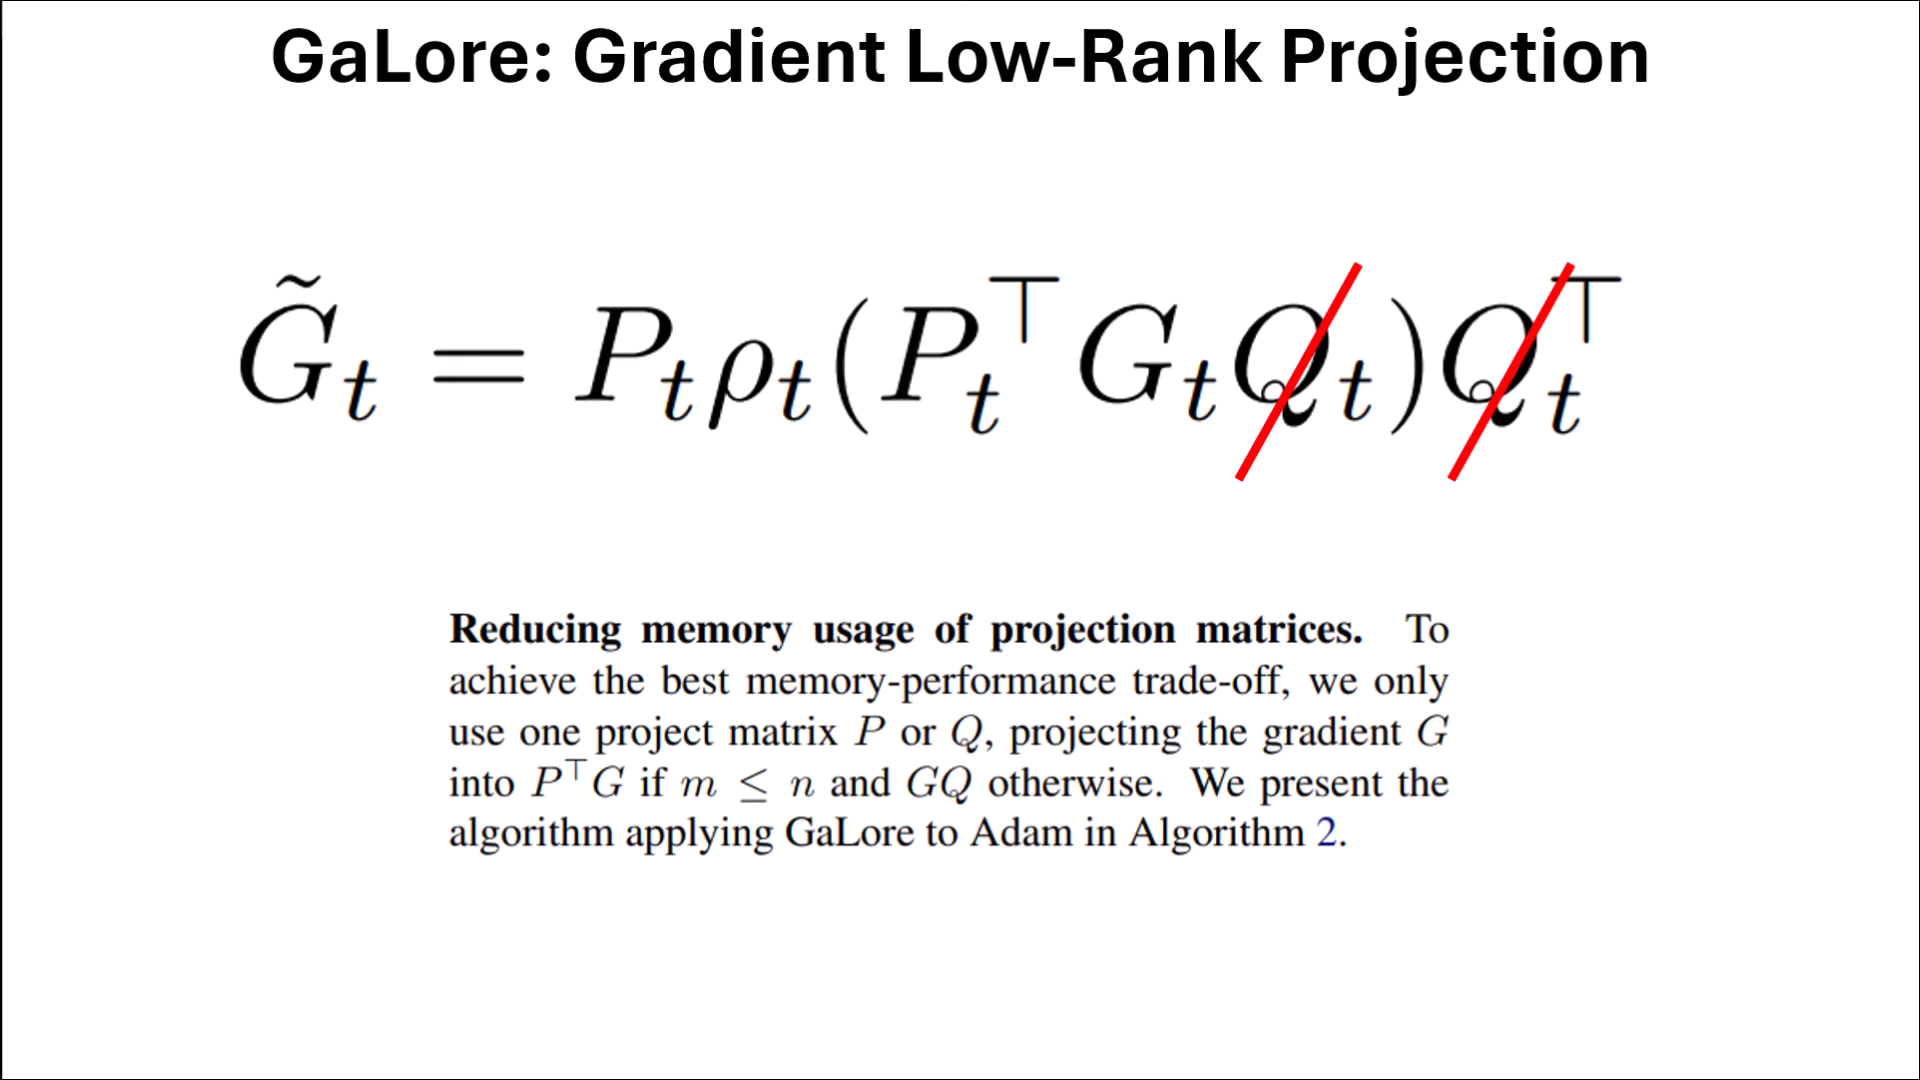 GaLore: Gradient Low-Rank Projection
G̃ₜ = Pₜρₜ(Pₜ^⊤GₜQₜ)Qₜ^⊤
Reducing memory usage of projection matrices. To
achieve the best memory-performance trade-off, we only
use one project matrix P or Q, projecting the gradient G
into P^⊤G if m ≤ n and GQ otherwise. We present the
algorithm applying GaLore to Adam in Algorithm 2.